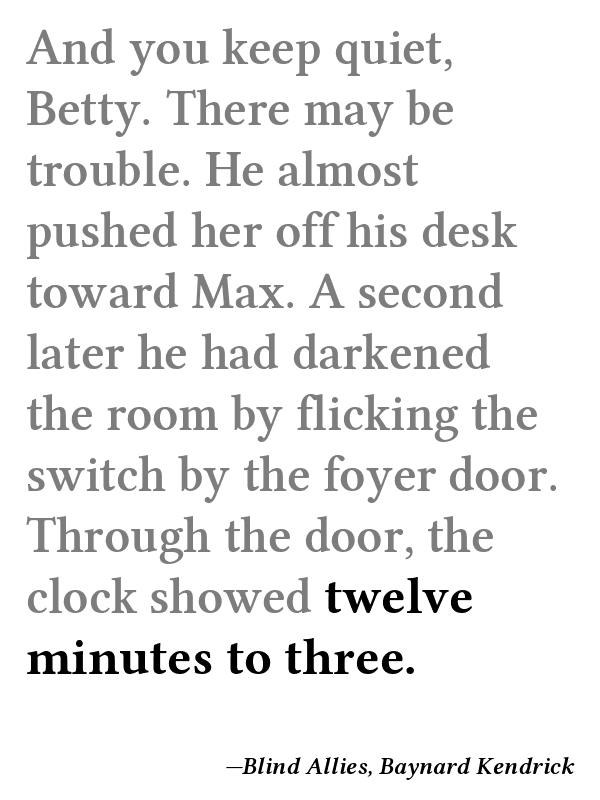 And you keep quiet,
Betty. There may be
trouble. He almost
pushed her off his desk
toward Max. A second
later he had darkened
the room by flicking the
switch by the foyer door.
Through the door, the
clock showed twelve
minutes to three.
—Blind Allies, Baynard Kendrick